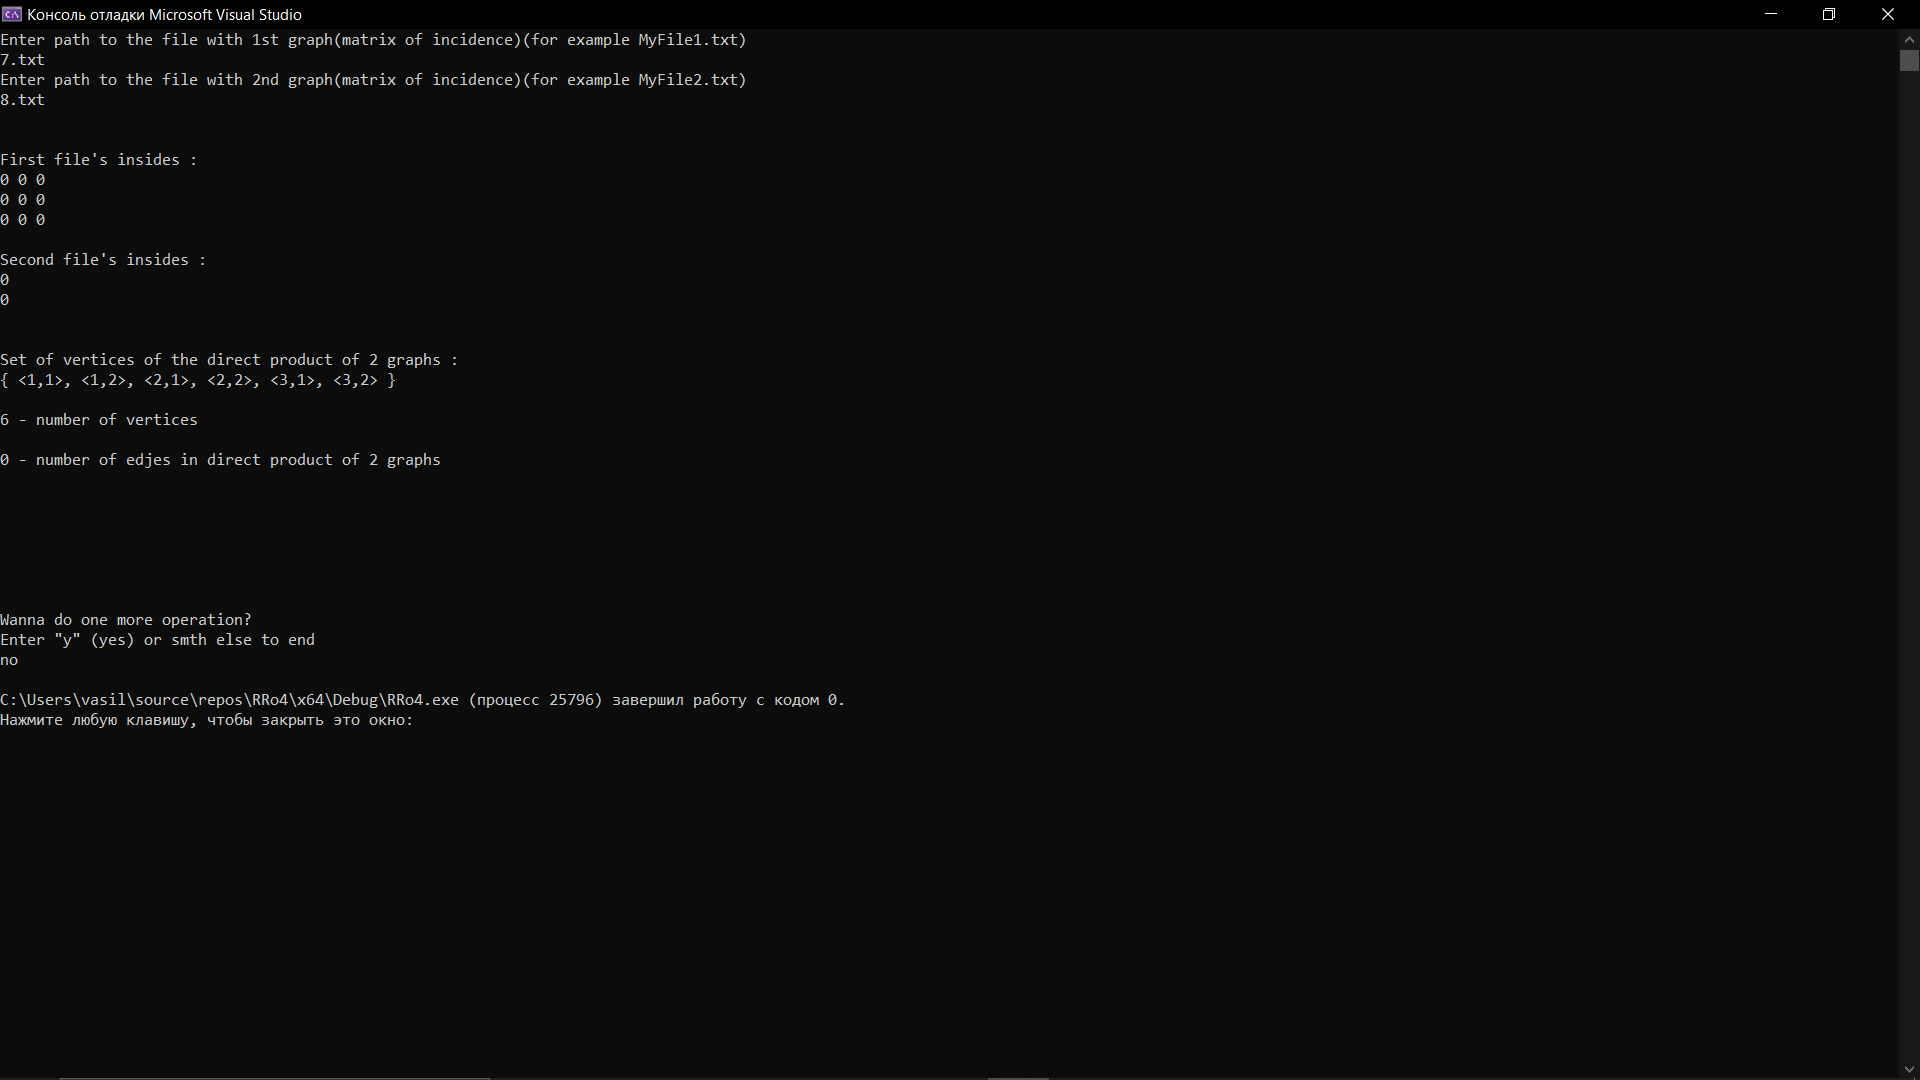 Консоль отладки Microsoft Visual Studio
Enter path to the file with 1st graph(matrix of incidence)(for example MyFile1.txt)
7.txt
Enter path to the file with 2nd graph(matrix of incidence)(for example MyFile2.txt)
8.txt
First file's insides :
0 0 0
0 0 0
0 0 0
Second file's insides :
0
0
Set of vertices of the direct product of 2 graphs :
{ <1,1>, <1,2>, <2,1>, <2,2>, <3,1>, <3,2> }
6 - number of vertices
0 - number of edjes in direct product of 2 graphs
Wanna do one more operation?
Enter "y" (yes) or smth else to end
no
C:\Users\vasil\source\repos\RRo4\x64\Debug\RRo4.exe (процесс 25796) завершил работу с кодом 0.
Нажмите любую клавишу, чтобы закрыть это окно: